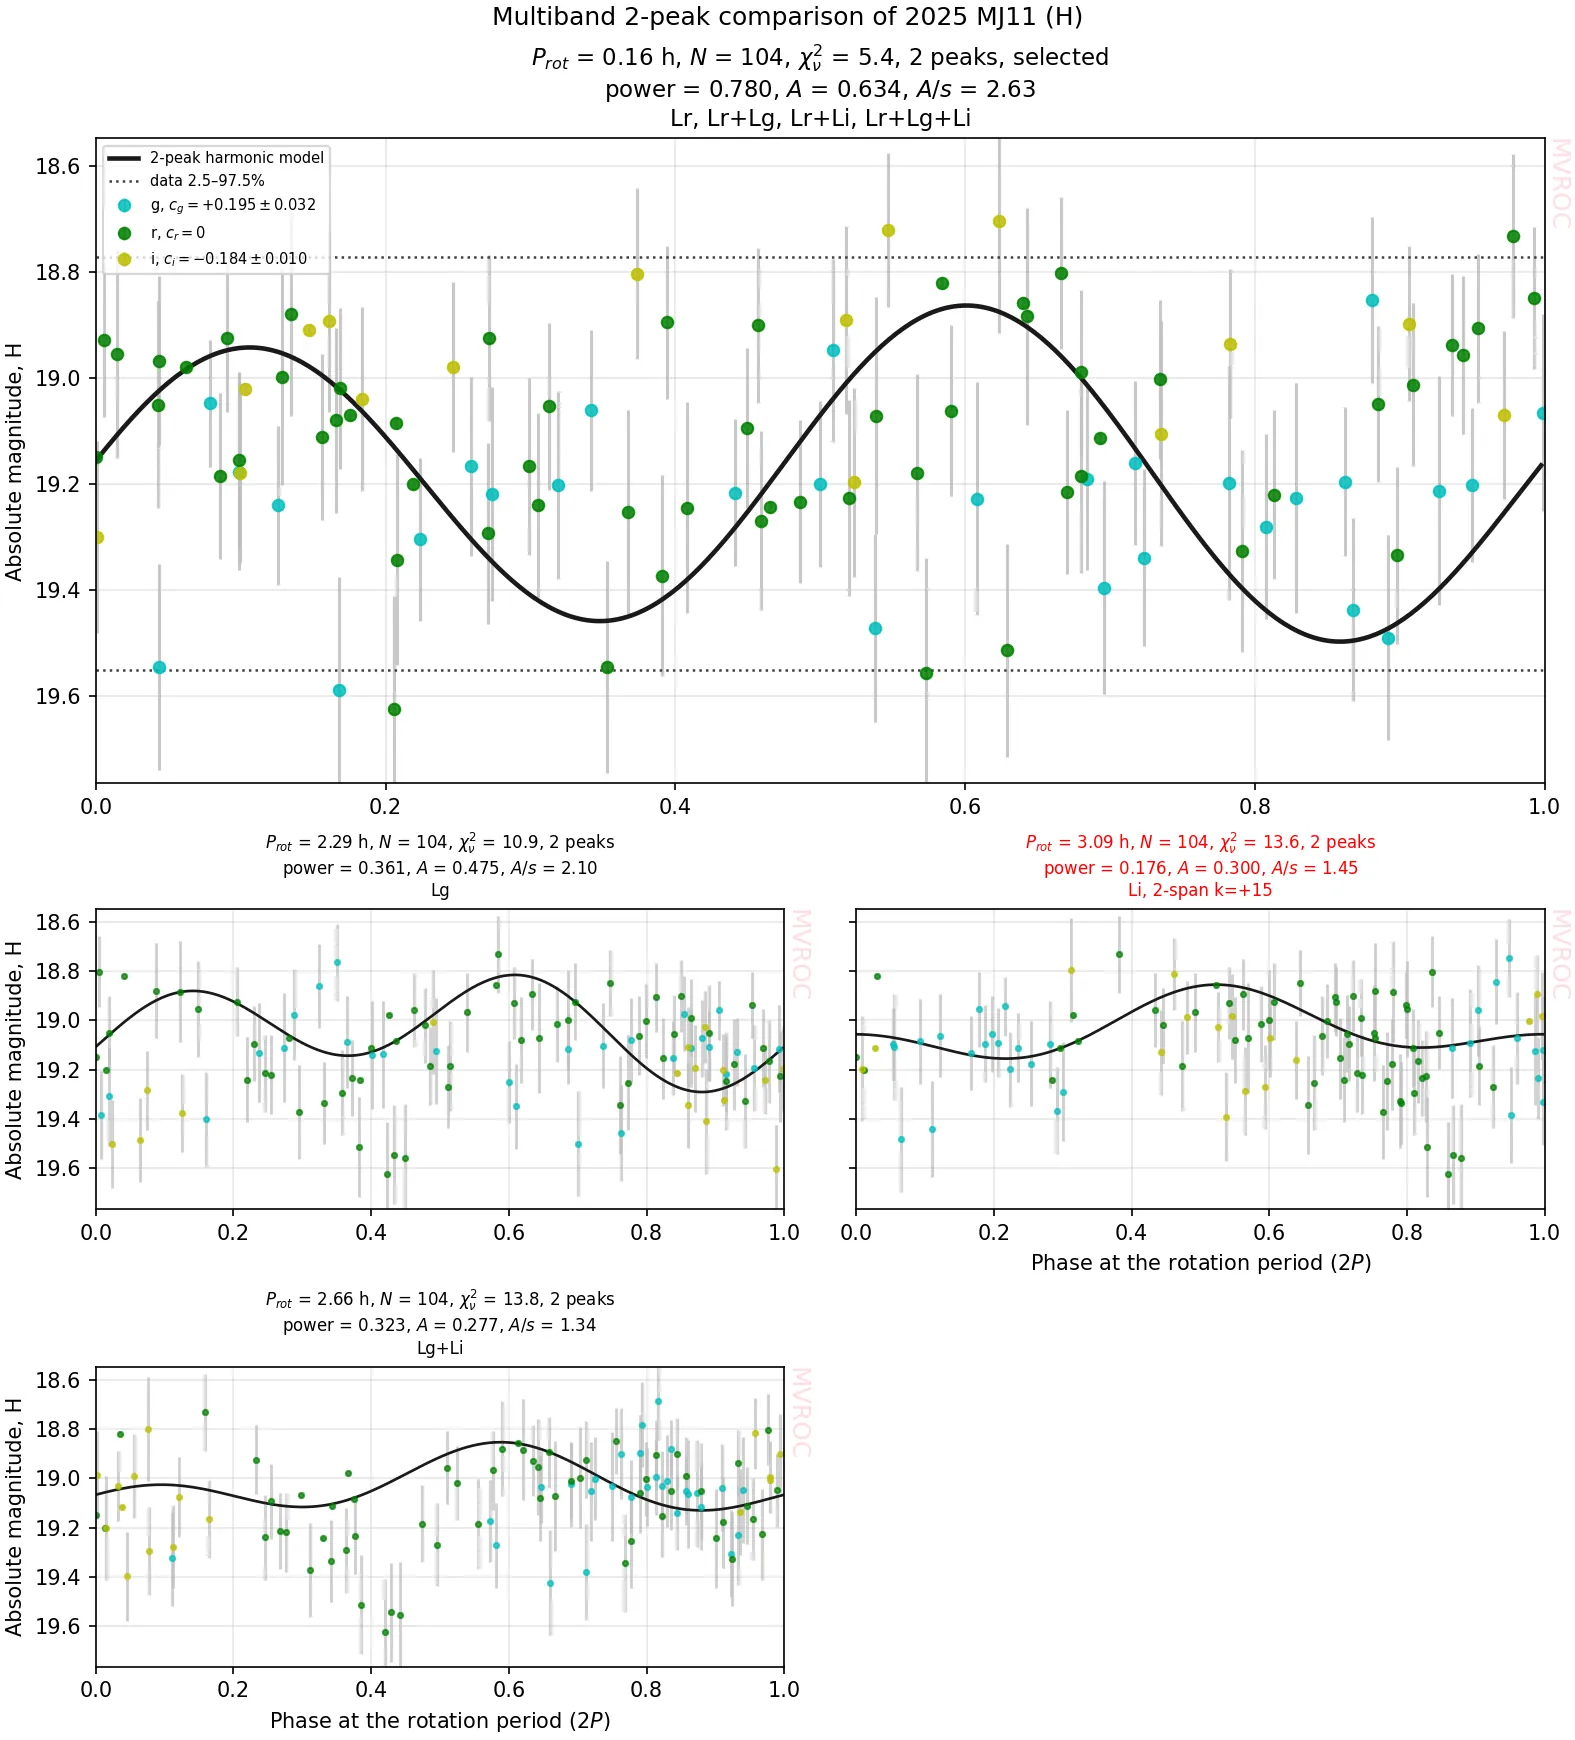 Multiband 2-peak comparison of 2025 MJ11 (H)
P_rot = 0.16 h, N = 104, χ²_ν = 5.4, 2 peaks, selected
power = 0.780, A = 0.634, A/s = 2.63
Lr, Lr+Lg, Lr+Li, Lr+Lg+Li
2-peak harmonic model
data 2.5–97.5%
g, c_g = +0.195 ± 0.032
r, c_r = 0
i, c_i = −0.184 ± 0.010
MVROC
Absolute magnitude, H
18.6
18.8
19.0
19.2
19.4
19.6
0.0 0.2 0.4 0.6 0.8 1.0
P_rot = 2.29 h, N = 104, χ²_ν = 10.9, 2 peaks
power = 0.361, A = 0.475, A/s = 2.10
Lg
MVROC
Absolute magnitude, H
18.6
18.8
19.0
19.2
19.4
19.6
0.0 0.2 0.4 0.6 0.8 1.0
P_rot = 3.09 h, N = 104, χ²_ν = 13.6, 2 peaks
power = 0.176, A = 0.300, A/s = 1.45
Li, 2-span k=+15
MVROC
0.0 0.2 0.4 0.6 0.8 1.0
Phase at the rotation period (2P)
P_rot = 2.66 h, N = 104, χ²_ν = 13.8, 2 peaks
power = 0.323, A = 0.277, A/s = 1.34
Lg+Li
MVROC
Absolute magnitude, H
18.6
18.8
19.0
19.2
19.4
19.6
0.0 0.2 0.4 0.6 0.8 1.0
Phase at the rotation period (2P)